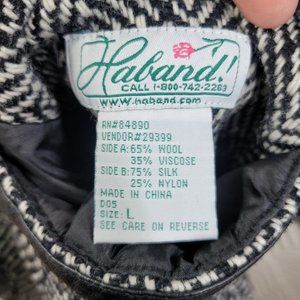 Haband!
CALL 1-800-742-2263
www.haband.com
RN#84890
VENDOR#29399
SIDE A: 65% WOOL
35% VISCOSE
SIDE B: 75% SILK
25% NYLON
MADE IN CHINA
D05
SIZE: L
SEE CARE ON REVERSE